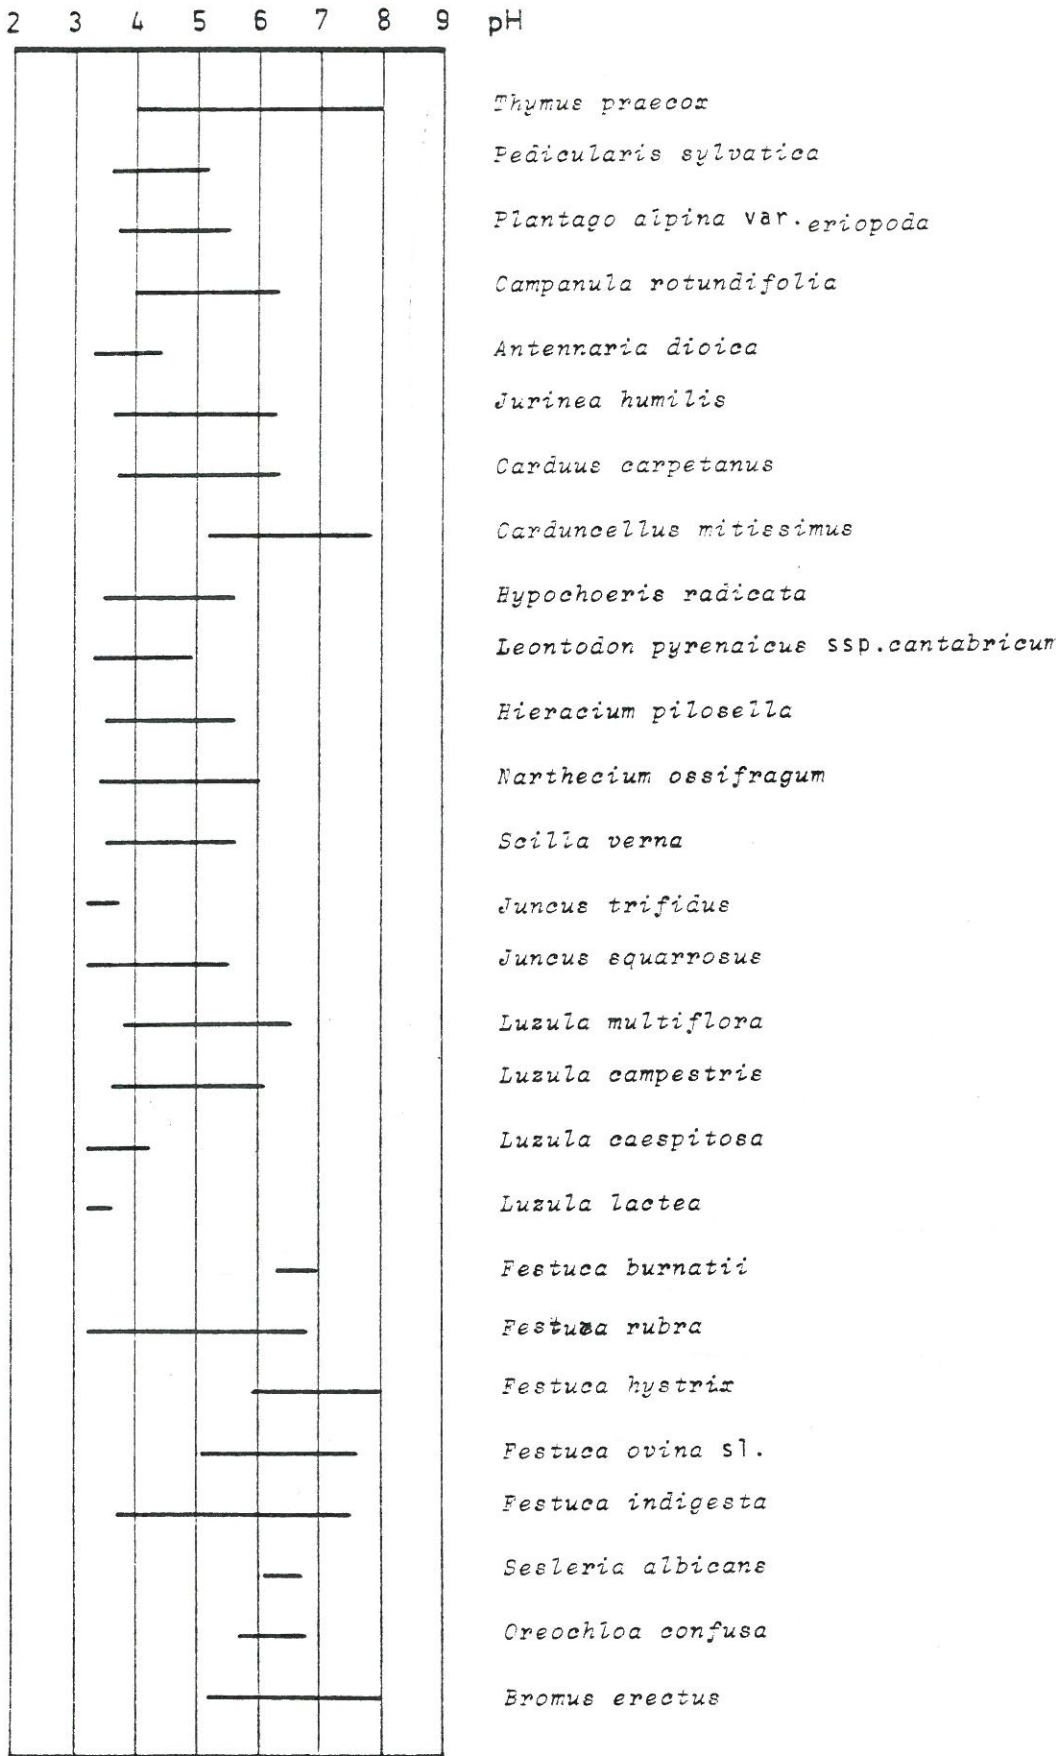 2 3 4 5 6 7 8 9 pH
Thymus praecox
Pedicularis sylvatica
Plantago alpina var. eriopoda
Campanula rotundifolia
Antennaria dioica
Jurinea humilis
Carduus carpetanus
Carduncellus mitissimus
Hypochoeris radicata
Leontodon pyrenaicus ssp.cantabricum
Hieracium pilosella
Narthecium ossifragum
Scilla verna
Juncus trifidus
Juncus squarrosus
Luzula multiflora
Luzula campestris
Luzula caespitosa
Luzula lactea
Festuca burnatii
Festuca rubra
Festuca hystrix
Festuca ovina sl.
Festuca indigesta
Sesleria albicans
Oreochloa confusa
Bromus erectus